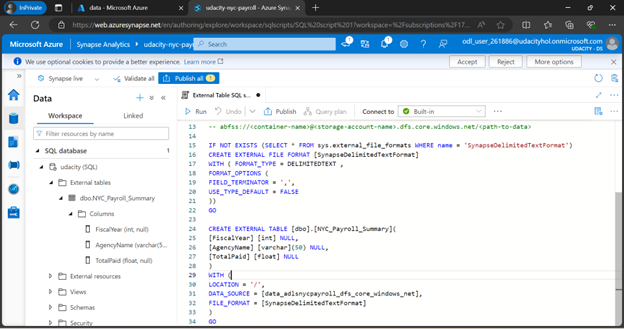 InPrivate
data - Microsoft Azure
udacity-nyc-payroll - Azure Syna
https://web.azuresynapse.net/en/authoring/explore/workspace/sqlscripts/SQL%20script%201?workspace=%2Fsubscriptions%2F17...
Microsoft Azure
Synapse Analytics
udacity-nyc-pay
Search
odl_user_261886@udacityhol.onmicrosoft.com
UDACITY - DS
We use optional cookies to provide a better experience. Learn more
Accept
Reject
More options
Synapse live
Validate all
Publish all
1
Data
Workspace
Linked
Filter resources by name
SQL database
1
udacity (SQL)
External tables
dbo.NYC_Payroll_Summary
Columns
FiscalYear (int, null)
AgencyName (varchar(5...
TotalPaid (float, null)
External resources
Views
Schemas
Security
External Table SQL s...
Run
Undo
Publish
Query plan
Connect to
Built-in
13 -- abfss://<container-name>@<storage-account-name>.dfs.core.windows.net/<path-to-data>
14
15 IF NOT EXISTS (SELECT * FROM sys.external_file_formats WHERE name = 'SynapseDelimitedTextFormat')
16 CREATE EXTERNAL FILE FORMAT [SynapseDelimitedTextFormat]
17 WITH ( FORMAT_TYPE = DELIMITEDTEXT ,
18 FORMAT_OPTIONS (
19 FIELD_TERMINATOR = ',',
20 USE_TYPE_DEFAULT = FALSE
21 ))
22 GO
23
24 CREATE EXTERNAL TABLE [dbo].[NYC_Payroll_Summary](
25 [FiscalYear] [int] NULL,
26 [AgencyName] [varchar](50) NULL,
27 [TotalPaid] [float] NULL
28 )
29 WITH (
30 LOCATION = '/',
31 DATA_SOURCE = [data_adlsnycpayroll_dfs_core_windows_net],
32 FILE_FORMAT = [SynapseDelimitedTextFormat]
33 )
34 GO